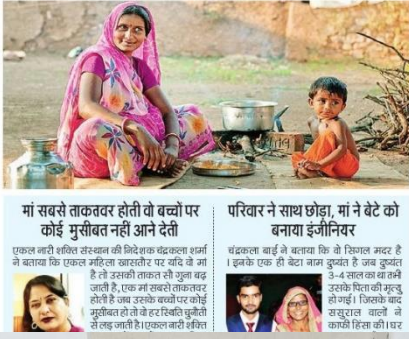 मां सबसे ताकतवर होती वो बच्चों पर
कोई मुसीबत नहीं आने देती
एकल नारी शक्ति संस्थान की निदेशक चंद्रकला शर्मा
ने बताया कि एकल महिला खासतौर पर यदि वो मां
है तो उसकी ताकत सौ गुना बढ़
जाती है, एक मां सबसे ताकतवर
होती है जब उसके बच्चों पर कोई
मुसीबत हो तो वो हर स्थिति चुनौती
से लड़ जाती है।एकल नारी शक्ति
परिवार ने साथ छोड़ा, मां ने बेटे को
बनाया इंजीनियर
चंद्रकला बाई ने बताया कि वो सिंगल मदर है
। इनके एक ही बेटा नाम दुष्यंत है जब दुष्यंत
3-4 साल का था तभी
उसके पिता की मृत्यु
हो गई। जिसके बाद
ससुराल वालों ने
काफी हिंसा की। घर